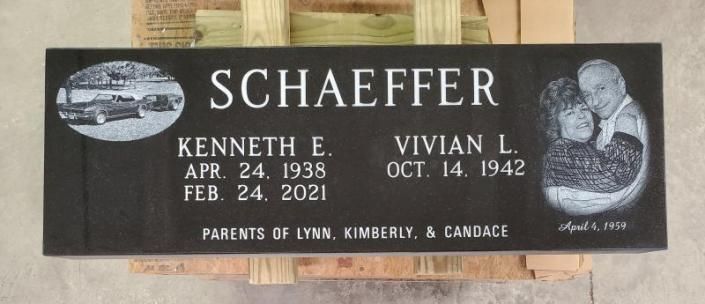 SCHAEFFER
KENNETH E.
APR. 24, 1938
FEB. 24, 2021
VIVIAN L.
OCT. 14, 1942
PARENTS OF LYNN, KIMBERLY, & CANDACE
April 4, 1959